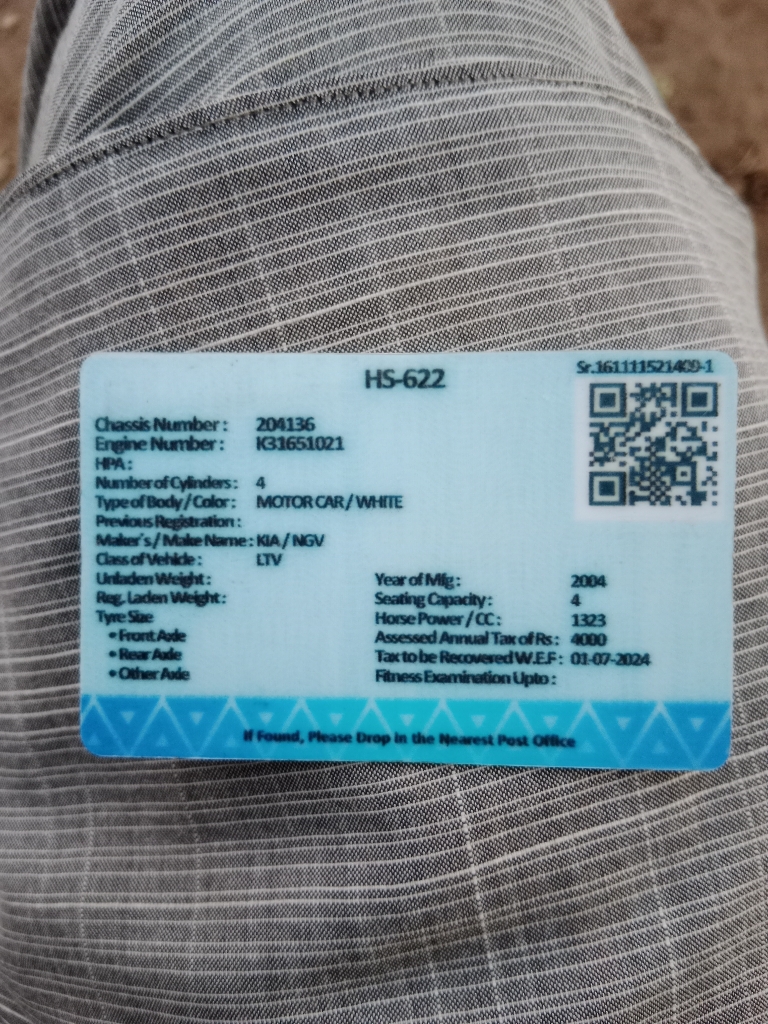 HS-622
Sr.161111521409-1
Chassis Number : 204136
Engine Number : K31651021
HPA :
Number of Cylinders : 4
Type of Body / Color : MOTOR CAR / WHITE
Previous Registration :
Maker's / Make Name : KIA / NGV
Class of Vehicle : LTV
Unladen Weight :
Reg. Laden Weight :
Tyre Size
• Front Axle
• Rear Axle
• Other Axle
Year of Mfg : 2004
Seating Capacity : 4
Horse Power / CC : 1323
Assessed Annual Tax of Rs : 4000
Tax to be Recovered W.E.F : 01-07-2024
Fitness Examination Upto :
If Found, Please Drop in the Nearest Post Office